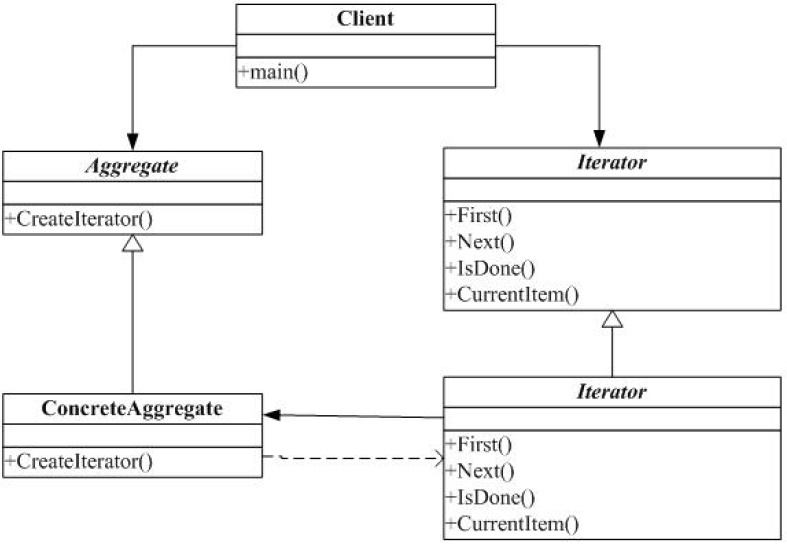 Client
+main()
Aggregate
+CreateIterator()
Iterator
+First()
+Next()
+IsDone()
+CurrentItem()
ConcreteAggregate
+CreateIterator()
Iterator
+First()
+Next()
+IsDone()
+CurrentItem()